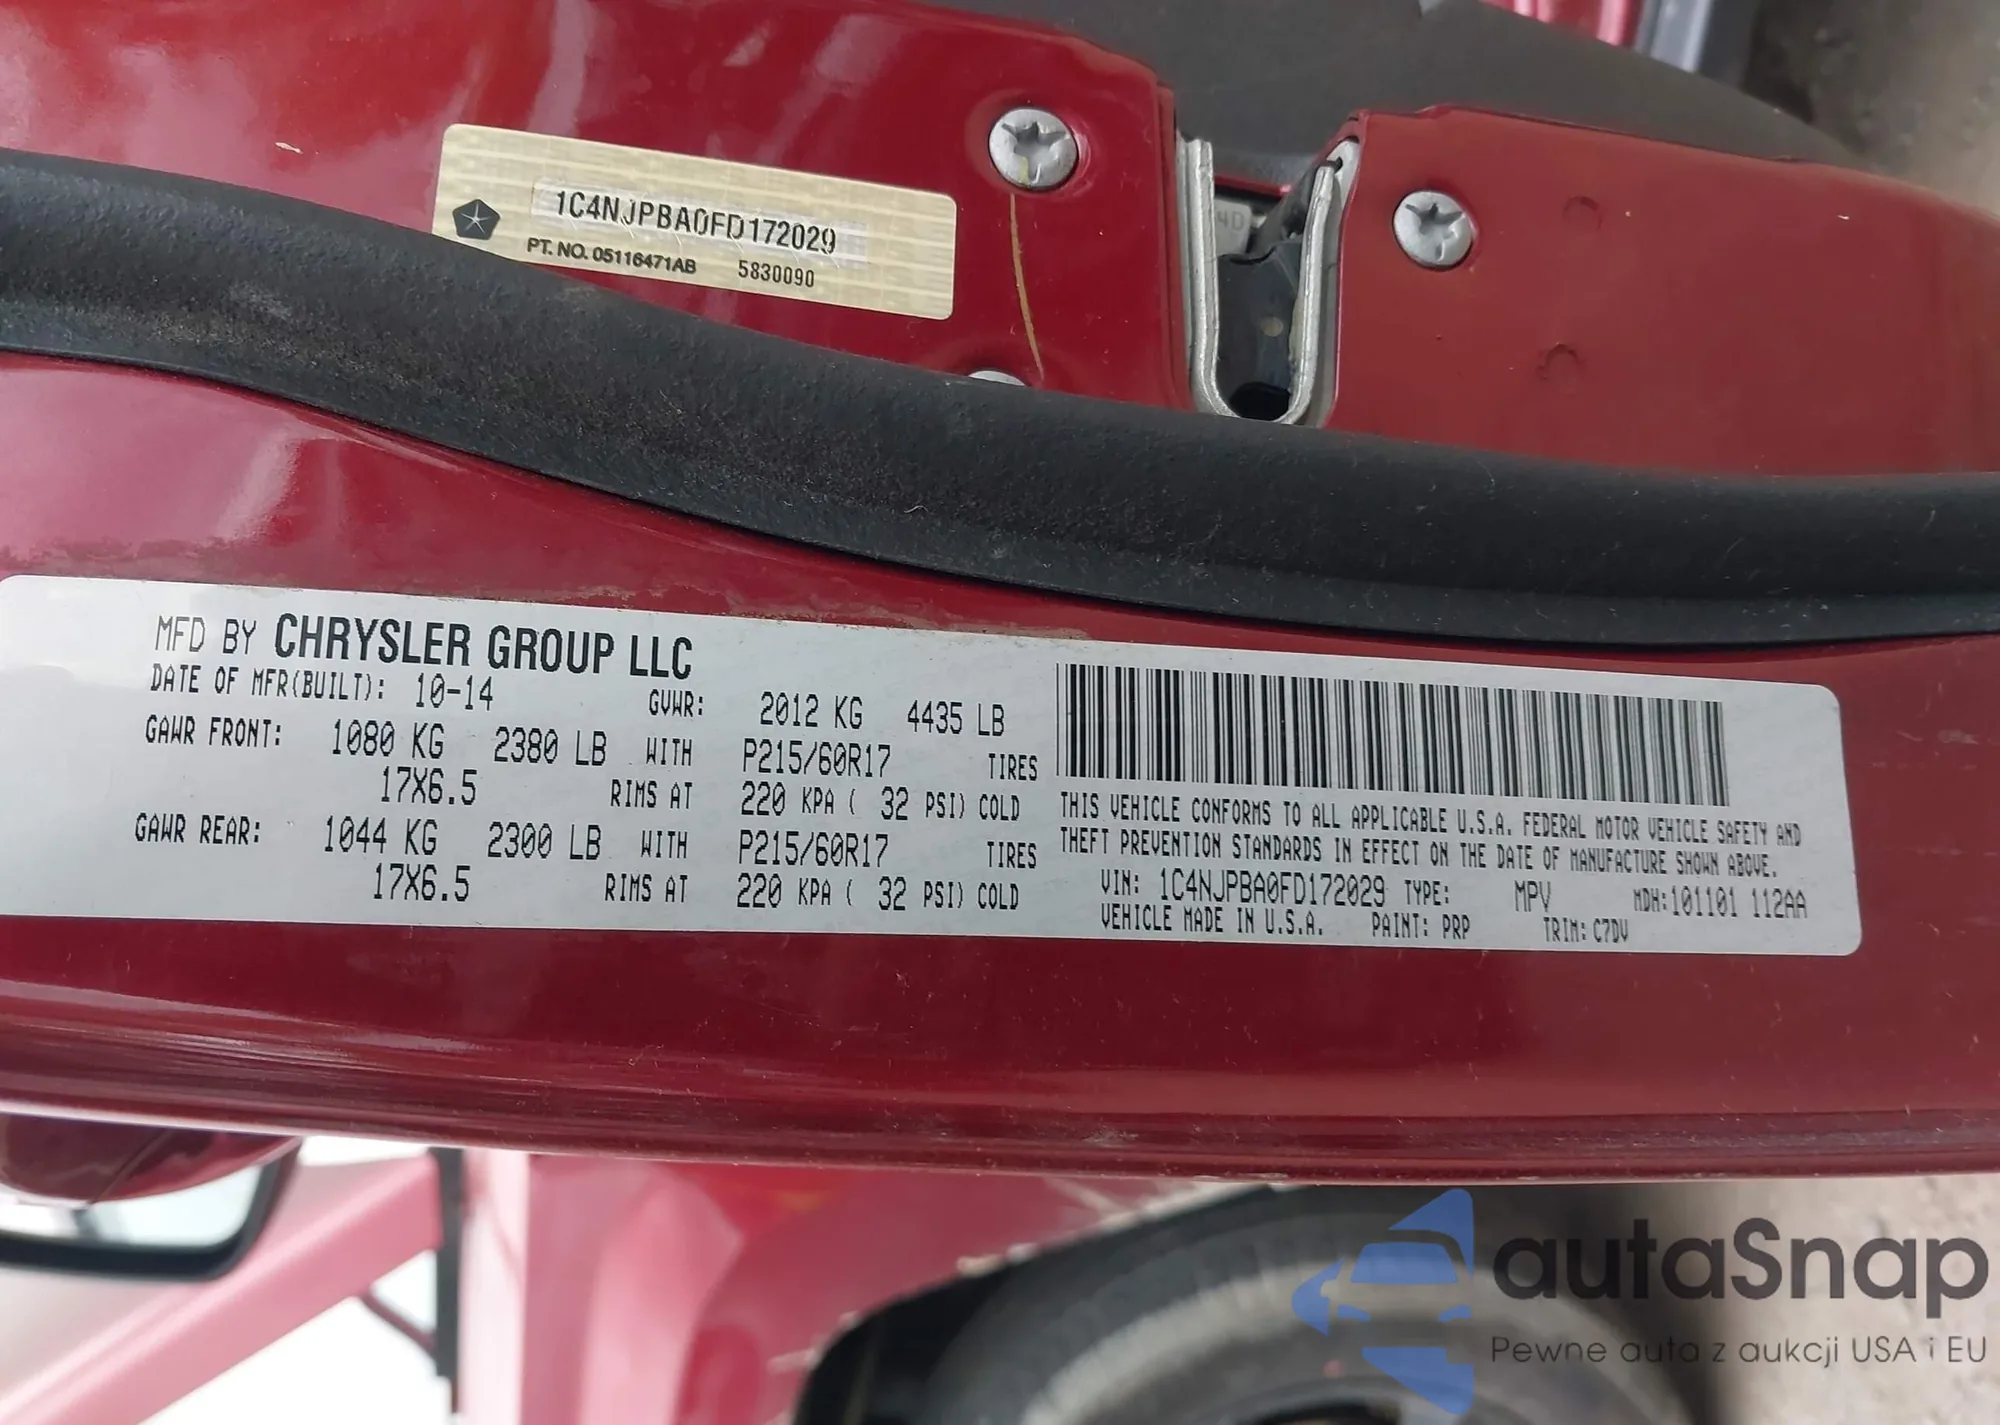 1C4NJPBA0FD172029
PT. NO. 05116471AB 5830090
4D
MFD BY CHRYSLER GROUP LLC
DATE OF MFR(BUILT): 10-14 GVWR: 2012 KG 4435 LB
GAWR FRONT: 1080 KG 2380 LB WITH P215/60R17 TIRES
17X6.5 RIMS AT 220 KPA ( 32 PSI) COLD
GAWR REAR: 1044 KG 2300 LB WITH P215/60R17 TIRES
17X6.5 RIMS AT 220 KPA ( 32 PSI) COLD
THIS VEHICLE CONFORMS TO ALL APPLICABLE U.S.A. FEDERAL MOTOR VEHICLE SAFETY AND
THEFT PREVENTION STANDARDS IN EFFECT ON THE DATE OF MANUFACTURE SHOWN ABOVE.
VIN: 1C4NJPBA0FD172029 TYPE: MPV MDH:101101 112AA
VEHICLE MADE IN U.S.A. PAINT: PRP TRIM: C7DV
autaSnap
Pewne auta z aukcji USA i EU